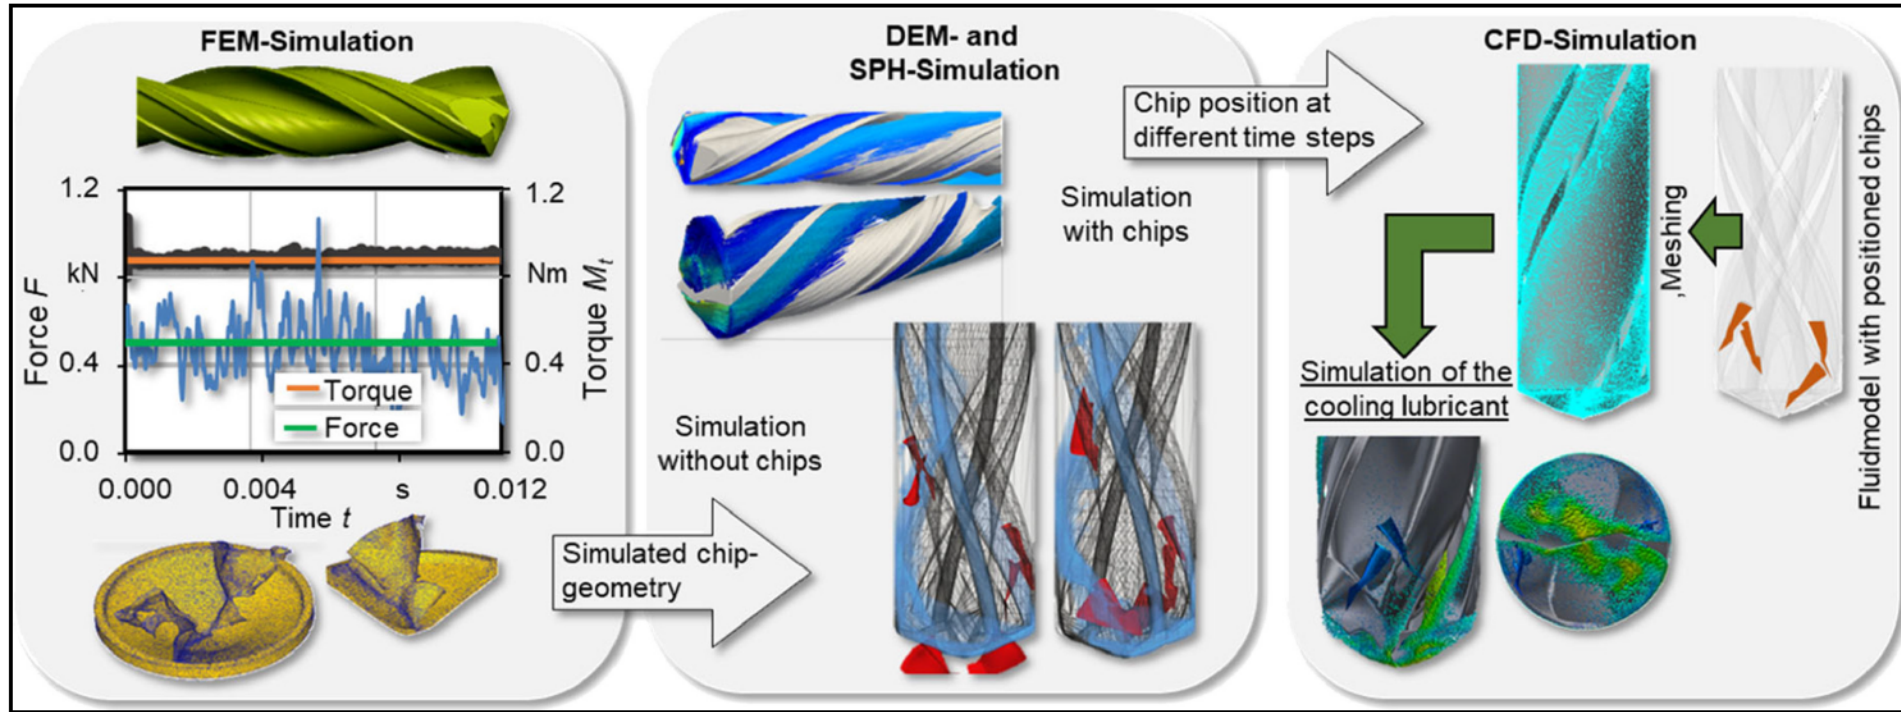 FEM-Simulation
1.2
kN
0.4
0.0
Force F
1.2
Nm
0.4
0.0
Torque Mt
Torque
Force
0.000 0.004 s 0.012
Time t
Simulated chip-
geometry
DEM- and
SPH-Simulation
Simulation
with chips
Simulation
without chips
Chip position at
different time steps
CFD-Simulation
,Meshing
Fluidmodel with positioned chips
Simulation of the
cooling lubricant